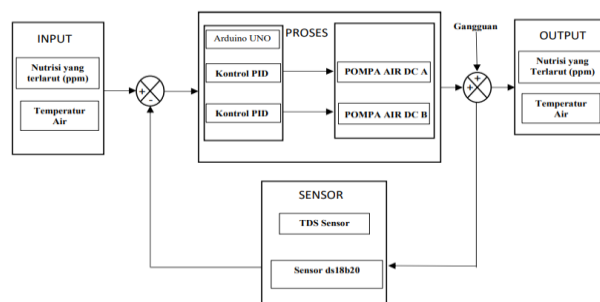 INPUT
Nutrisi yang
terlarut (ppm)
Temperatur
Air
+
-
PROSES
Arduino UNO
Kontrol PID
Kontrol PID
POMPA AIR DC A
POMPA AIR DC B
Gangguan
+
+
OUTPUT
Nutrisi yang
Terlarut (ppm)
Temperatur
Air
SENSOR
TDS Sensor
Sensor ds18b20